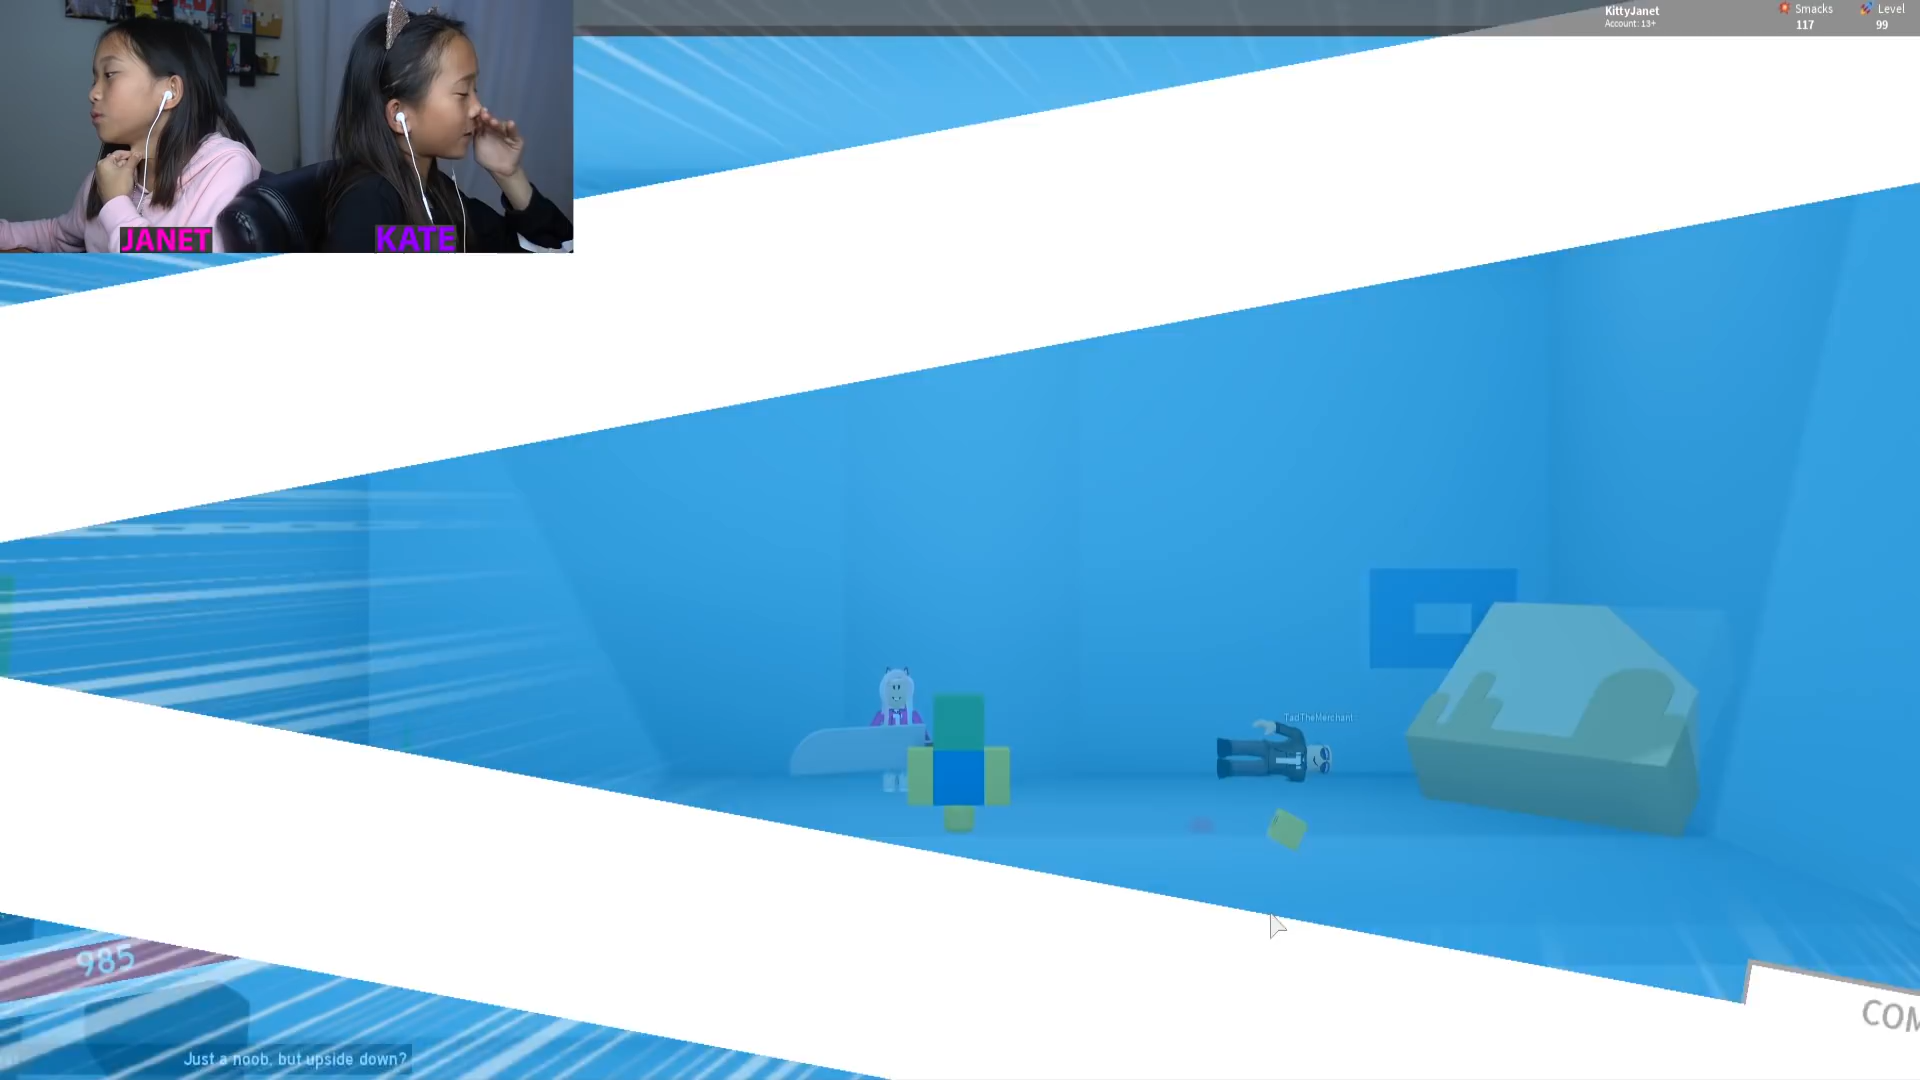 KittyJanet
Account: 13+
Smacks
117
Level
99
JANET
KATE
TadTheMerchant
985
COM
Just a noob, but upside down?